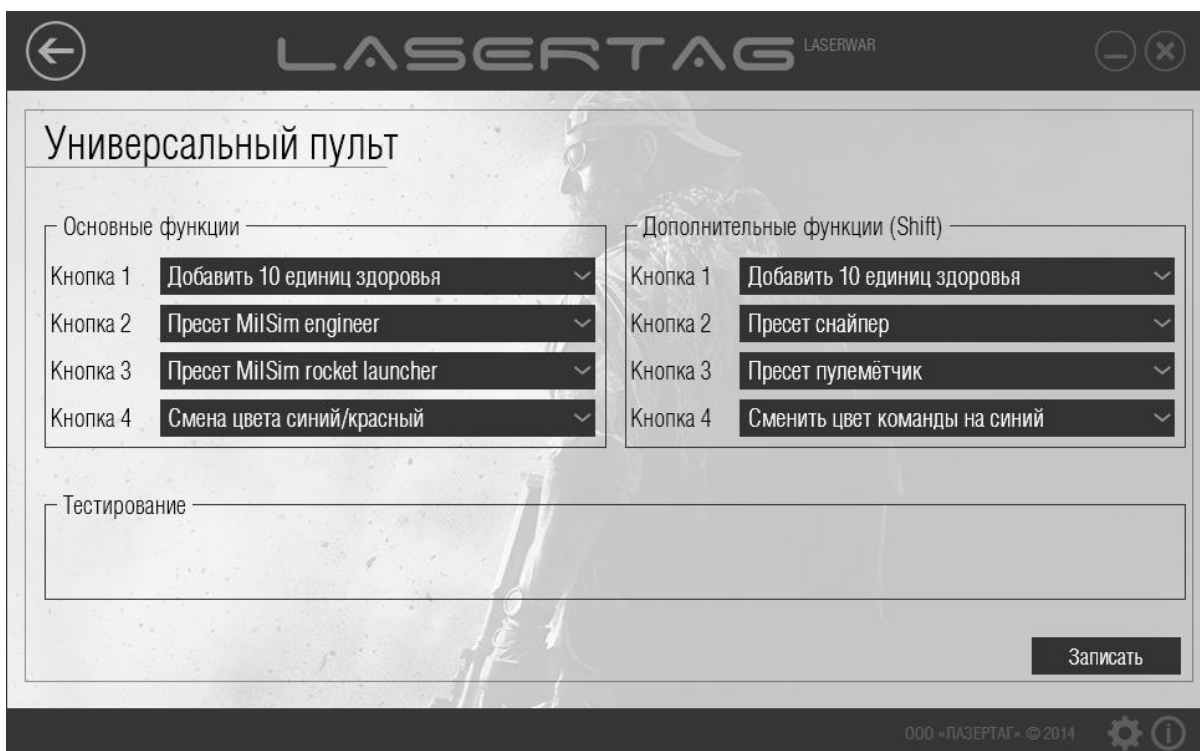 LASERTAG LASERWAR
Универсальный пульт
Основные функции
Кнопка 1 Добавить 10 единиц здоровья
Кнопка 2 Пресет MilSim engineer
Кнопка 3 Пресет MilSim rocket launcher
Кнопка 4 Смена цвета синий/красный
Дополнительные функции (Shift)
Кнопка 1 Добавить 10 единиц здоровья
Кнопка 2 Пресет снайпер
Кнопка 3 Пресет пулемётчик
Кнопка 4 Сменить цвет команды на синий
Тестирование
Записать
ООО «ЛАЗЕРТАГ» © 2014